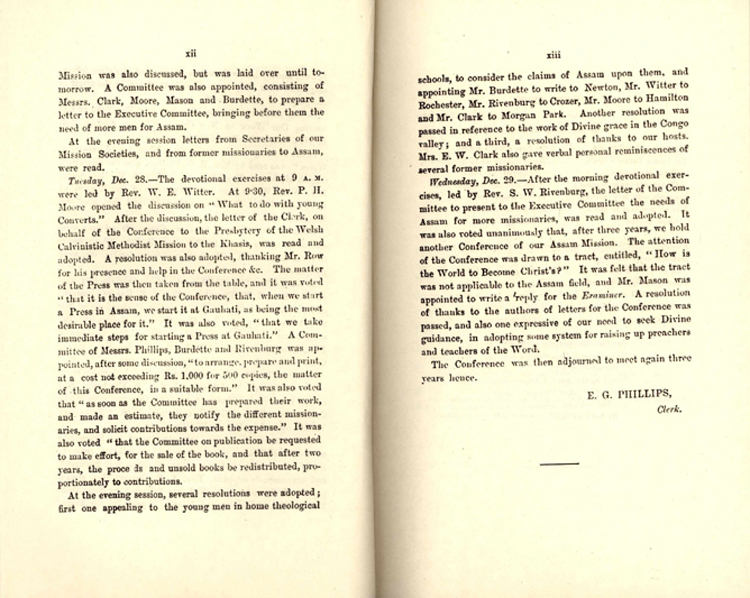 xii
Mission was also discussed, but was laid over until to-
morrow. A Committee was also appointed, consisting of
Messrs. Clark, Moore, Mason and Burdette, to prepare a
letter to the Executive Committee, bringing before them the
need of more men for Assam.
At the evening session letters from Secretaries of our
Mission Societies, and from former missionaries to Assam,
were read.
Tuesday, Dec. 28.—The devotional exercises at 9 A. M.
were led by Rev. W. E. Witter. At 9·30, Rev. P. H.
Moore opened the discussion on "What to do with young
Converts." After the discussion, the letter of the Clerk, on
behalf of the Conference to the Presbytery of the Welsh
Calvinistic Methodist Mission to the Khasis, was read and
adopted. A resolution was also adopted, thanking Mr. Row
for his presence and help in the Conference &c. The matter
of the Press was then taken from the table, and it was voted
"that it is the sense of the Conference, that, when we start
a Press in Assam, we start it at Gauhati, as being the most
desirable place for it." It was also voted, "that we take
immediate steps for starting a Press at Gauhati." A Com-
mittee of Messrs. Phillips, Burdette and Rivenburg was ap-
pointed, after some discussion, "to arrange, prepare and print,
at a cost not exceeding Rs. 1,000 for 500 copies, the matter
of this Conference, in a suitable form." It was also voted
that "as soon as the Committee has prepared their work,
and made an estimate, they notify the different mission-
aries, and solicit contributions towards the expense." It was
also voted "that the Committee on publication be requested
to make effort, for the sale of the book, and that after two
years, the proce ds and unsold books be redistributed, pro-
portionately to contributions.
At the evening session, several resolutions were adopted;
first one appealing to the young men in home theological
xiii
schools, to consider the claims of Assam upon them, and
appointing Mr. Burdette to write to Newton, Mr. Witter to
Rochester, Mr. Rivenburg to Crozer, Mr. Moore to Hamilton
and Mr. Clark to Morgan Park. Another resolution was
passed in reference to the work of Divine grace in the Congo
valley; and a third, a resolution of thanks to our hosts.
Mrs. E. W. Clark also gave verbal personal reminiscences of
several former missionaries.
Wednesday, Dec. 29.—After the morning devotional exer-
cises, led by Rev. S. W. Rivenburg, the letter of the Com-
mittee to present to the Executive Committee the needs of
Assam for more missionaries, was read and adopted. It
was also voted unanimously that, after three years, we hold
another Conference of our Assam Mission. The attention
of the Conference was drawn to a tract, entitled, "How is
the World to Become Christ's?" It was felt that the tract
was not applicable to the Assam field, and Mr. Mason was
appointed to write a reply for the Examiner. A resolution
of thanks to the authors of letters for the Conference was
passed, and also one expressive of our need to seek Divine
guidance, in adopting some system for raising up preachers
and teachers of the Word.
The Conference was then adjourned to meet again three
years hence.
E. G. PHILLIPS,
Clerk.